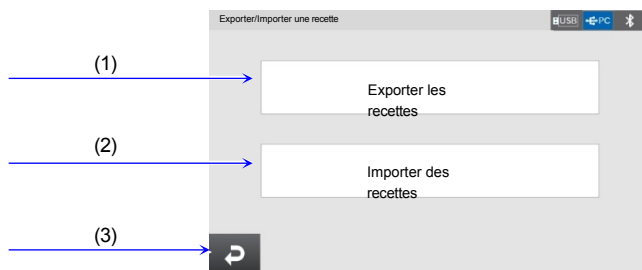 Exporter/Importer une recette
USB PC
(1)
Exporter les
recettes
(2)
Importer des
recettes
(3)